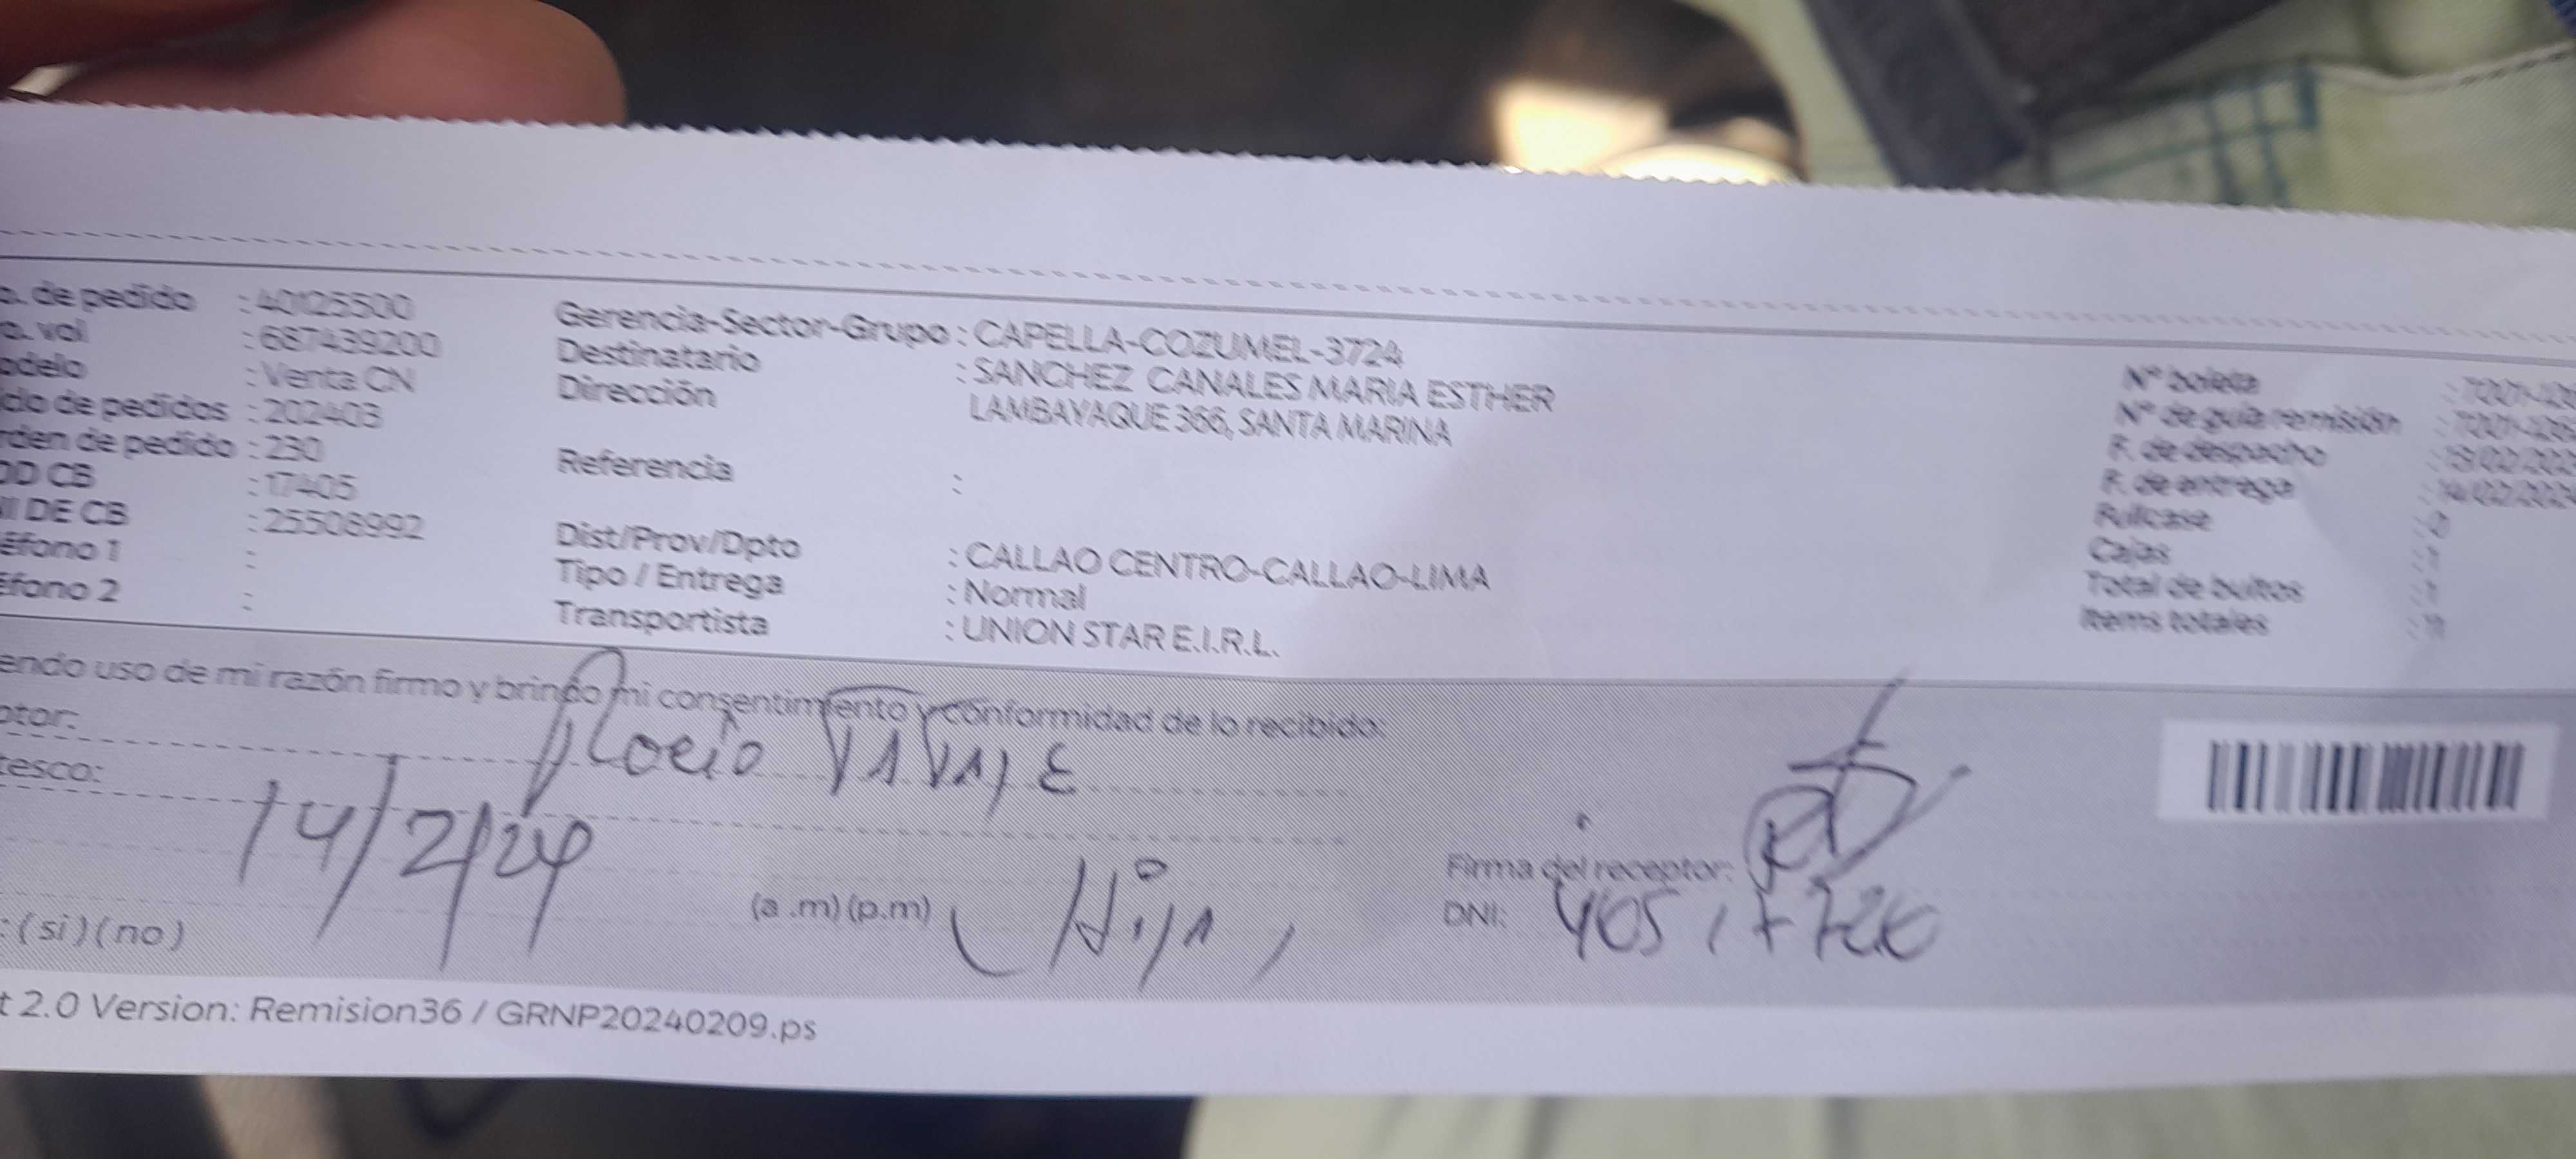 o. de pedido : 40125500
o. val : 687439200
odelo : Venta CN
clo de pedidos : 202403
rden de pedido : 230
OD CB : 17405
NI DE CB : 25508992
éfono 1 :
éfono 2 :
Gerencia-Sector-Grupo : CAPELLA-COZUMEL-3724
Destinatario : SANCHEZ CANALES MARIA ESTHER
Dirección LAMBAYAQUE 366, SANTA MARINA
Referencia :
Dist/Prov/Dpto : CALLAO CENTRO-CALLAO-LIMA
Tipo / Entrega : Normal
Transportista : UNION STAR E.I.R.L.
N° boleta
N° de guía remisión
F. de despacho
F. de entrega
Fullcase
Cajas
Total de bultos
Items totales
endo uso de mi razón firmo y brindo mi consentimiento y conformidad de lo recibido:
ptor: Rocio
tesco:
14/2/24
(a .m) (p.m) (Hija)
: ( si ) ( no )
Firma del receptor:
DNI:
t 2.0 Version: Remision36 / GRNP20240209.ps